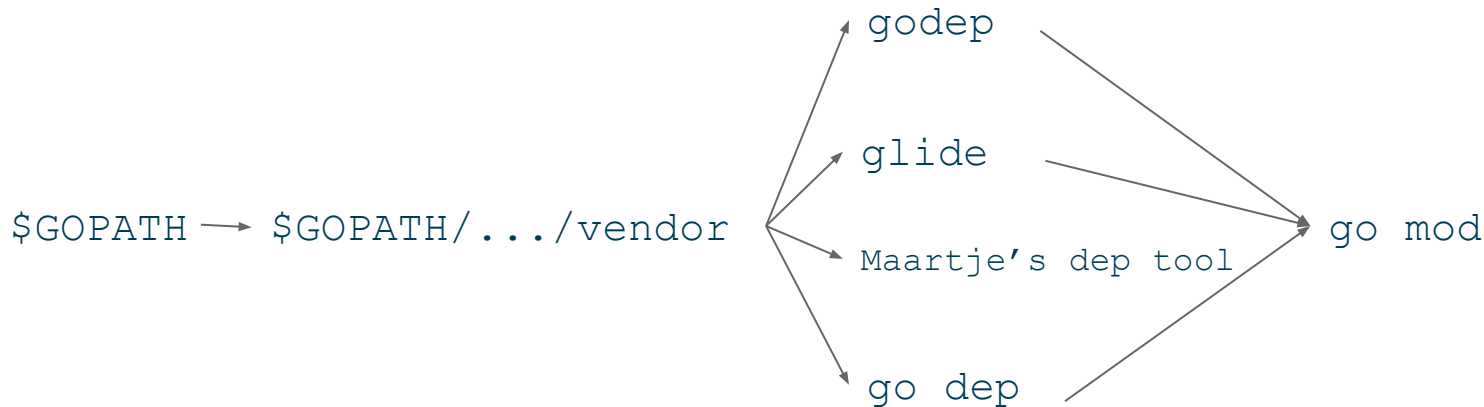 godep
glide
$GOPATH
$GOPATH/.../vendor
go mod
Maartje’s dep tool
go dep